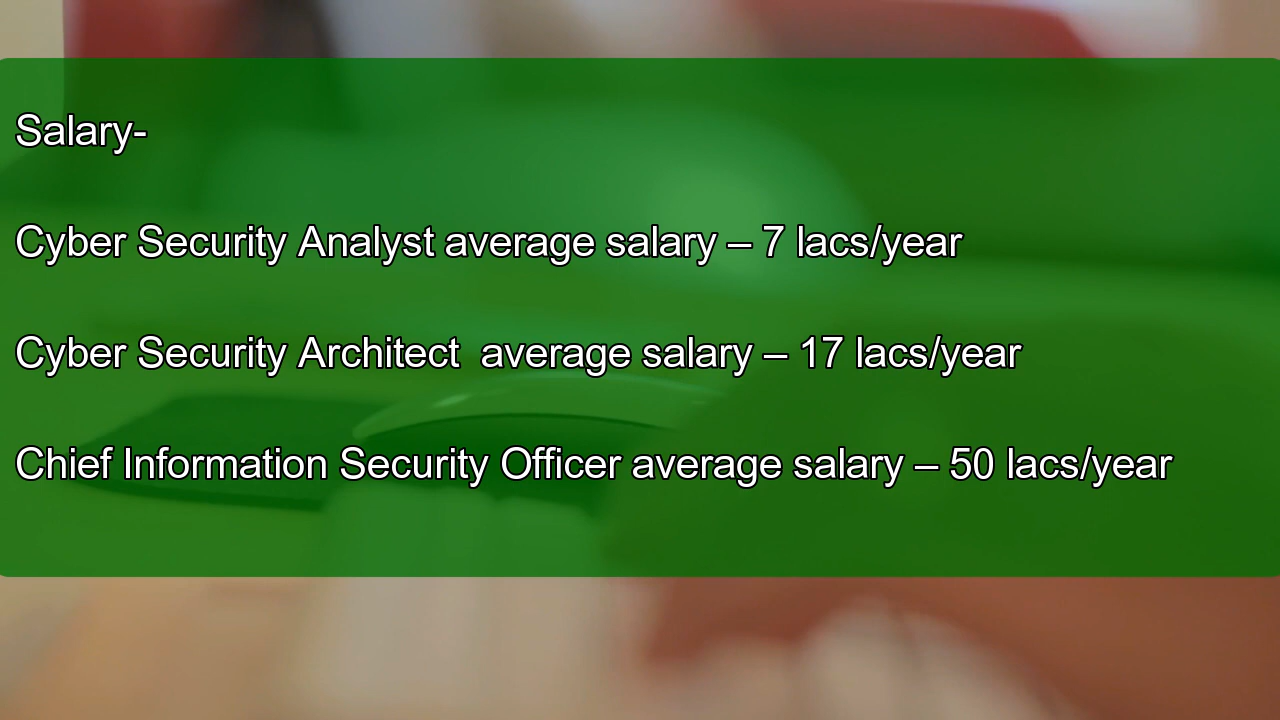 Salary-
Cyber Security Analyst average salary – 7 lacs/year
Cyber Security Architect  average salary – 17 lacs/year
Chief Information Security Officer average salary – 50 lacs/year